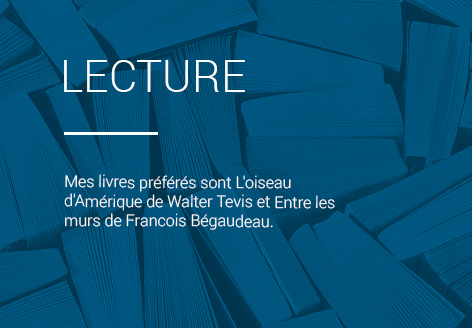 LECTURE
Mes livres préférés sont L'oiseau
d'Amérique de Walter Tevis et Entre les
murs de Francois Bégaudeau.